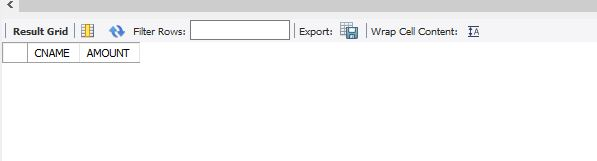 Result Grid Filter Rows: Export: Wrap Cell Content:
CNAME AMOUNT